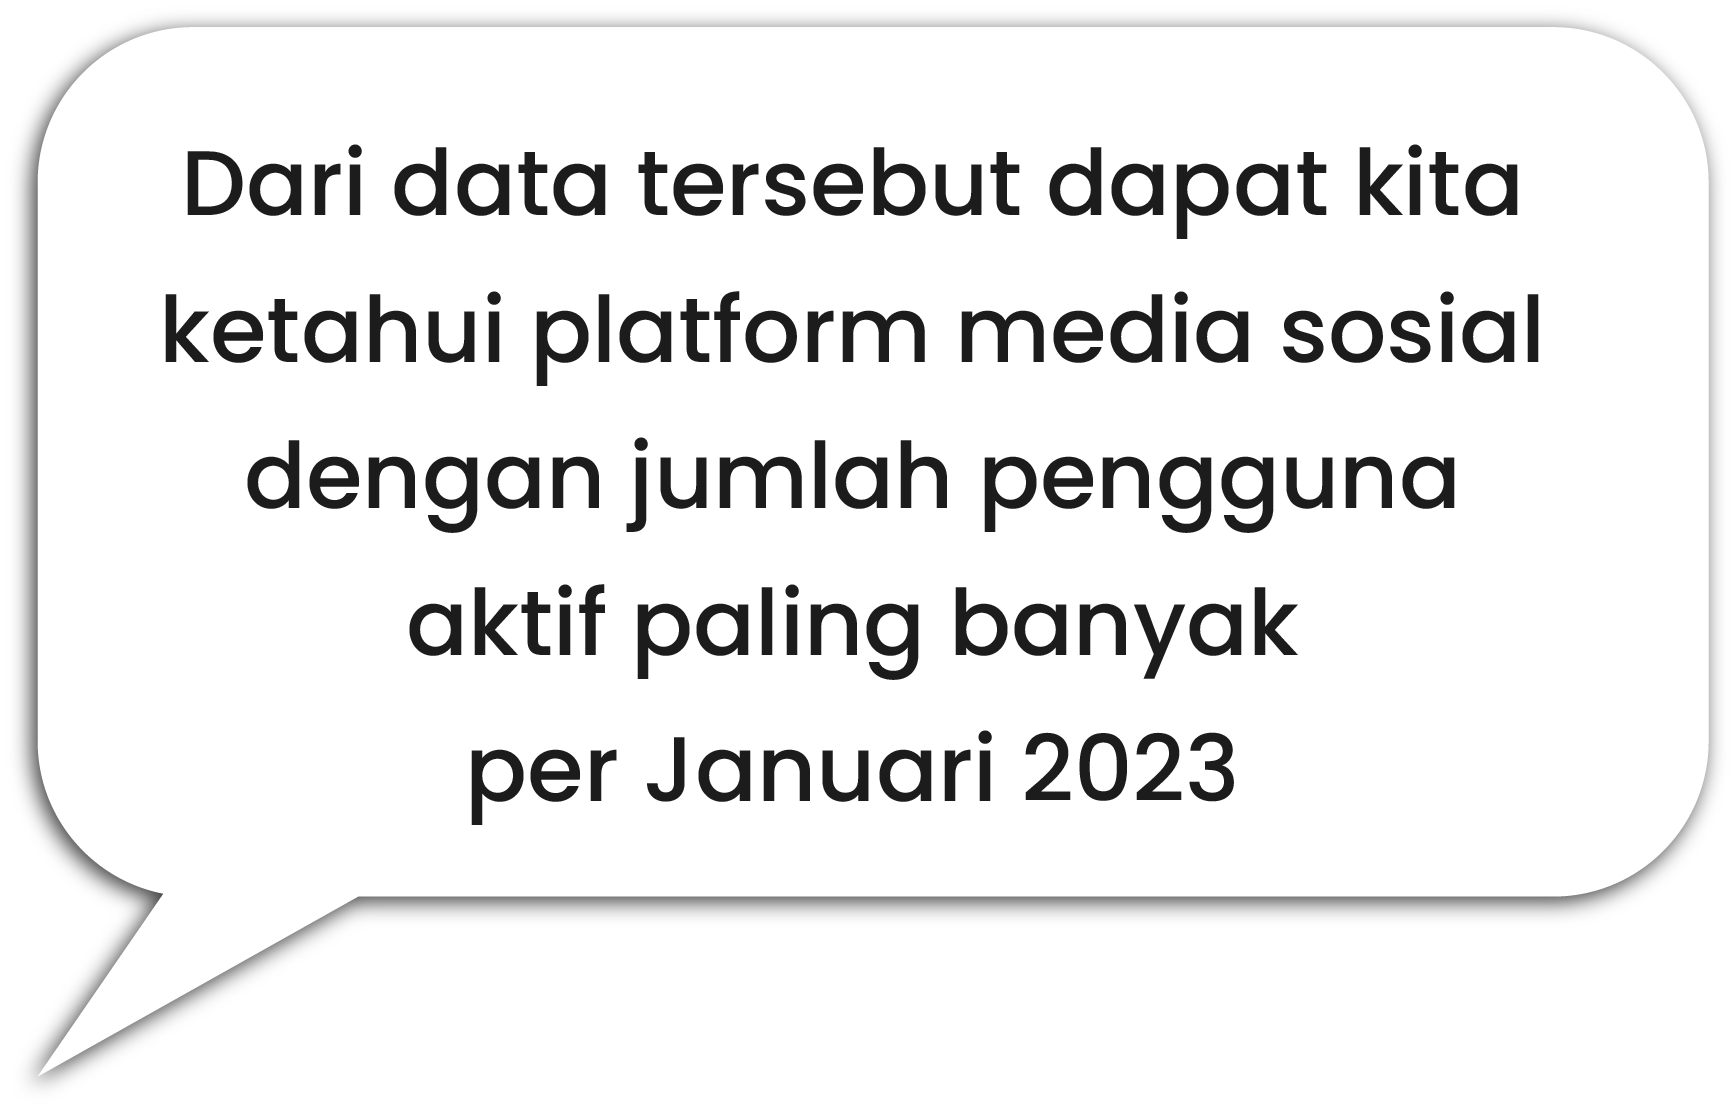 Dari data tersebut dapat kita
ketahui platform media sosial
dengan jumlah pengguna
aktif paling banyak
per Januari 2023